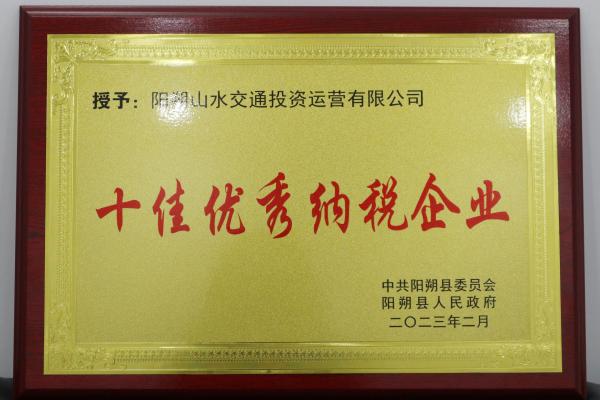 授予：阳朔山水交通投资运营有限公司
十佳优秀纳税企业
中共阳朔县委员会
阳朔县人民政府
二〇二三年二月